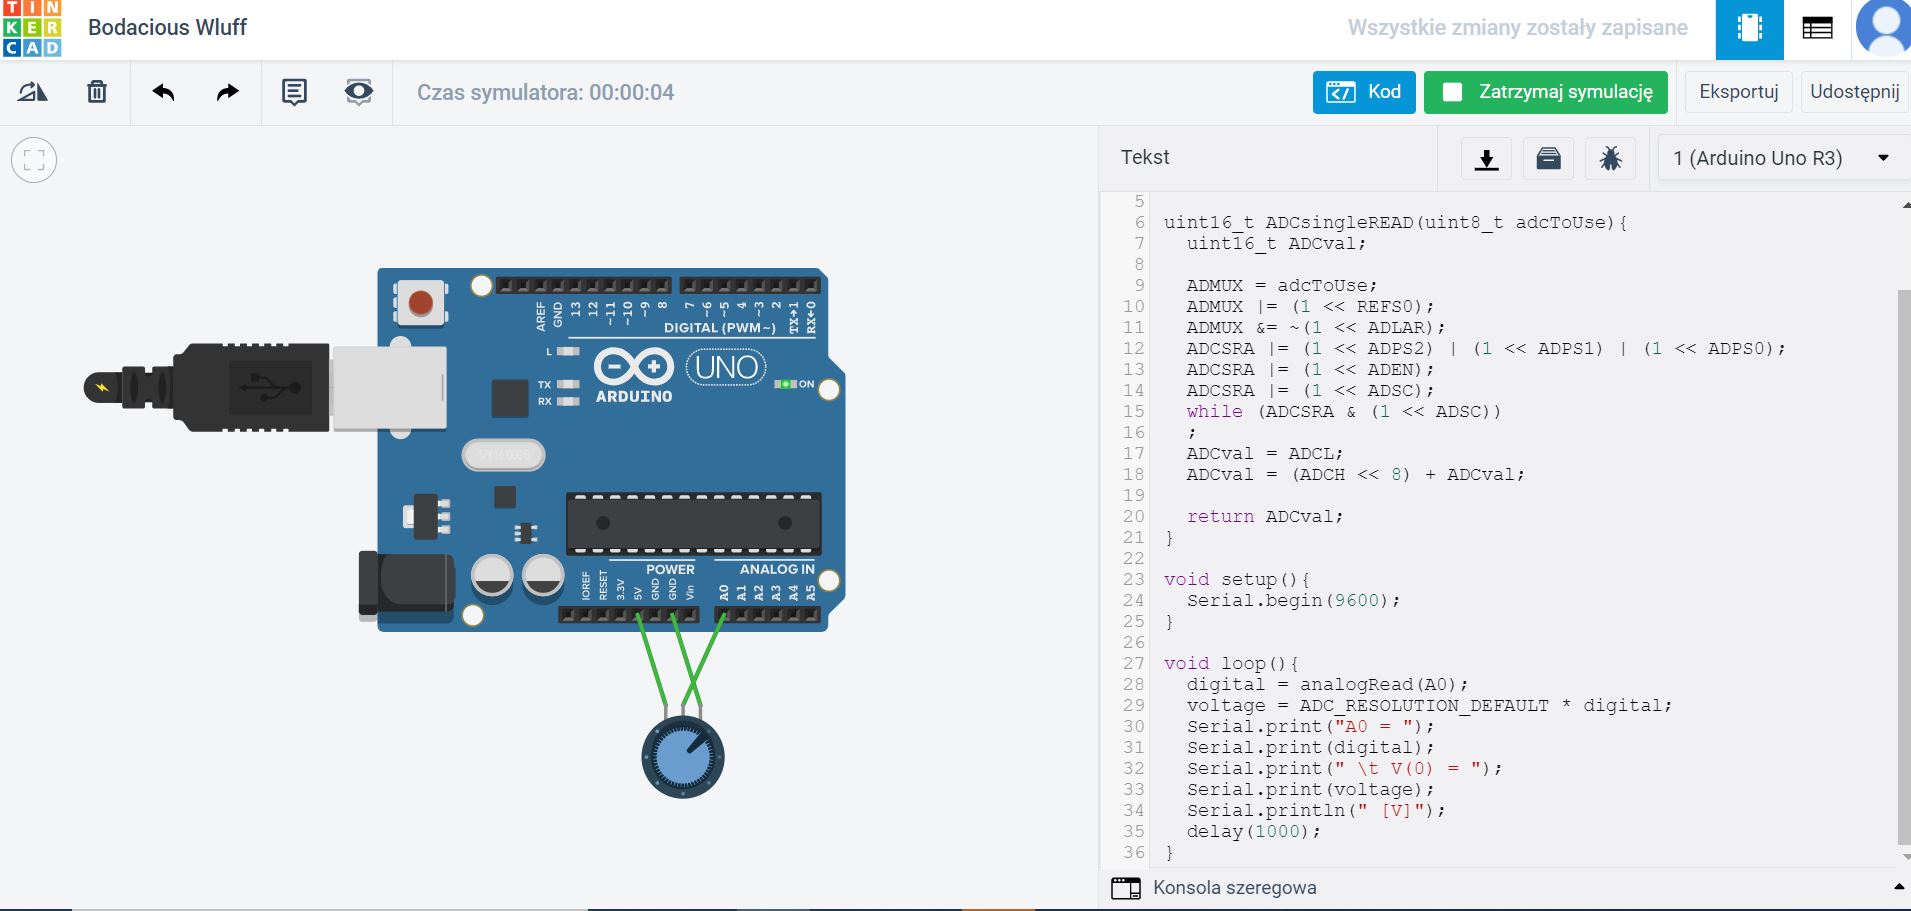 TIN
KER
CAD
Bodacious Wluff
Wszystkie zmiany zostały zapisane
Czas symulatora: 00:00:04
Kod
Zatrzymaj symulację
Eksportuj
Udostępnij
Tekst
1 (Arduino Uno R3)
AREF
GND
13
12
~11
~10
~9
8
7
~6
~5
4
~3
2
TX→1
RX←0
DIGITAL (PWM~)
L
TX
RX
ARDUINO
UNO
ON
SPK16.000G
POWER
ANALOG IN
IOREF
RESET
3.3V
5V
GND
GND
Vin
A0
A1
A2
A3
A4
A5
5
6 uint16_t ADCsingleREAD(uint8_t adcToUse){
7 uint16_t ADCval;
8
9 ADMUX = adcToUse;
10 ADMUX |= (1 << REFS0);
11 ADMUX &= ~(1 << ADLAR);
12 ADCSRA |= (1 << ADPS2) | (1 << ADPS1) | (1 << ADPS0);
13 ADCSRA |= (1 << ADEN);
14 ADCSRA |= (1 << ADSC);
15 while (ADCSRA & (1 << ADSC))
16 ;
17 ADCval = ADCL;
18 ADCval = (ADCH << 8) + ADCval;
19
20 return ADCval;
21 }
22
23 void setup(){
24 Serial.begin(9600);
25 }
26
27 void loop(){
28 digital = analogRead(A0);
29 voltage = ADC_RESOLUTION_DEFAULT * digital;
30 Serial.print("A0 = ");
31 Serial.print(digital);
32 Serial.print(" \t V(0) = ");
33 Serial.print(voltage);
34 Serial.println(" [V]");
35 delay(1000);
36 }
Konsola szeregowa